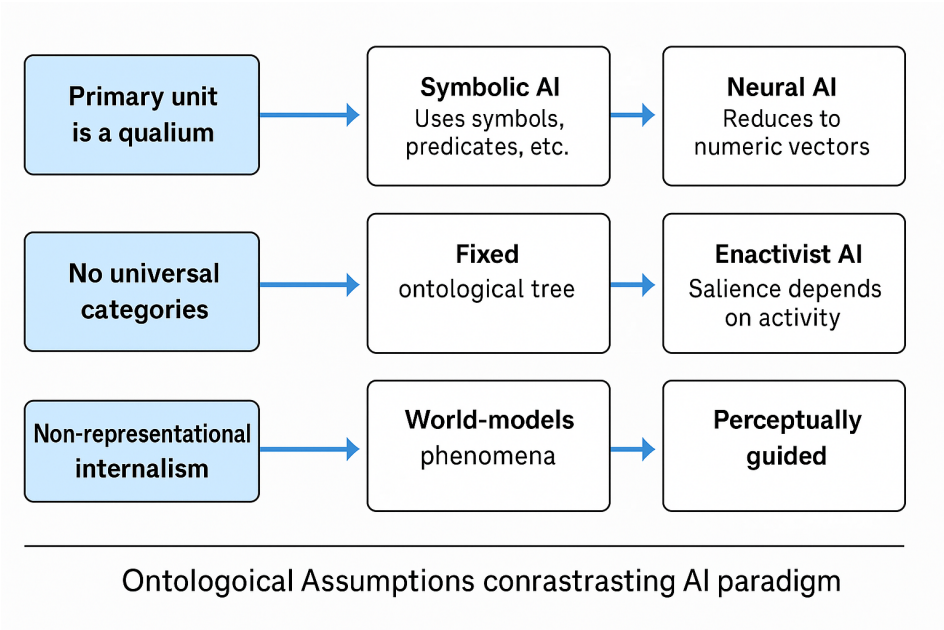 Primary unit
is a qualium
Symbolic AI
Uses symbols,
predicates, etc.
Neural AI
Reduces to
numeric vectors
No universal
categories
Fixed
ontological tree
Enactivist AI
Salience depends
on activity
Non-representational
internalism
World-models
phenomena
Perceptually
guided
Ontologoical Assumptions conrastrasting AI paradigm